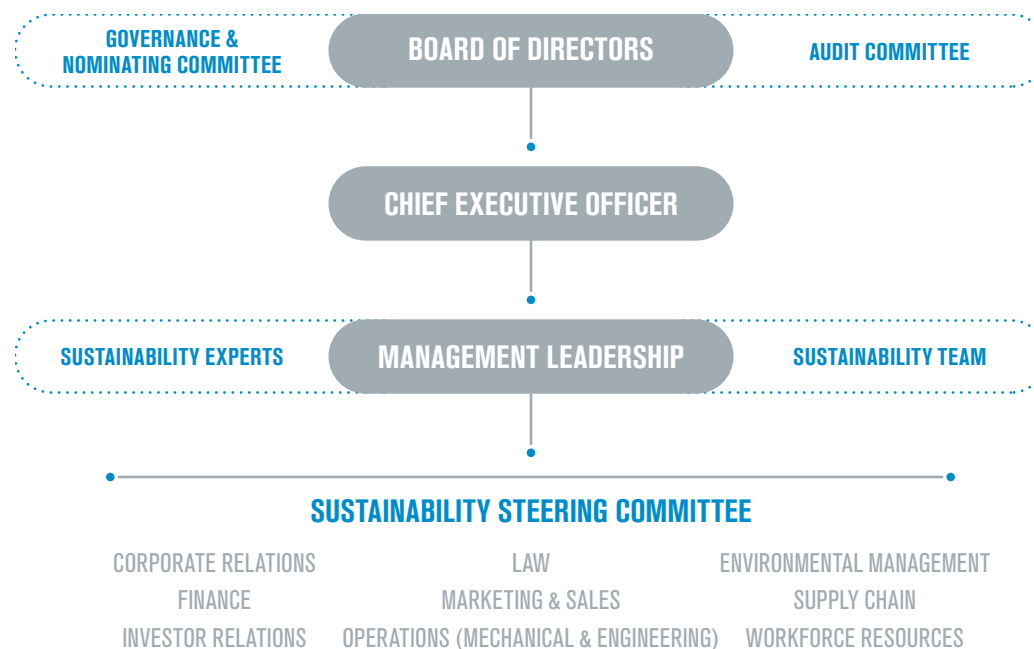 GOVERNANCE &
NOMINATING COMMITTEE
BOARD OF DIRECTORS
AUDIT COMMITTEE
CHIEF EXECUTIVE OFFICER
SUSTAINABILITY EXPERTS
MANAGEMENT LEADERSHIP
SUSTAINABILITY TEAM
SUSTAINABILITY STEERING COMMITTEE
CORPORATE RELATIONS
FINANCE
INVESTOR RELATIONS
LAW
MARKETING & SALES
OPERATIONS (MECHANICAL & ENGINEERING)
ENVIRONMENTAL MANAGEMENT
SUPPLY CHAIN
WORKFORCE RESOURCES